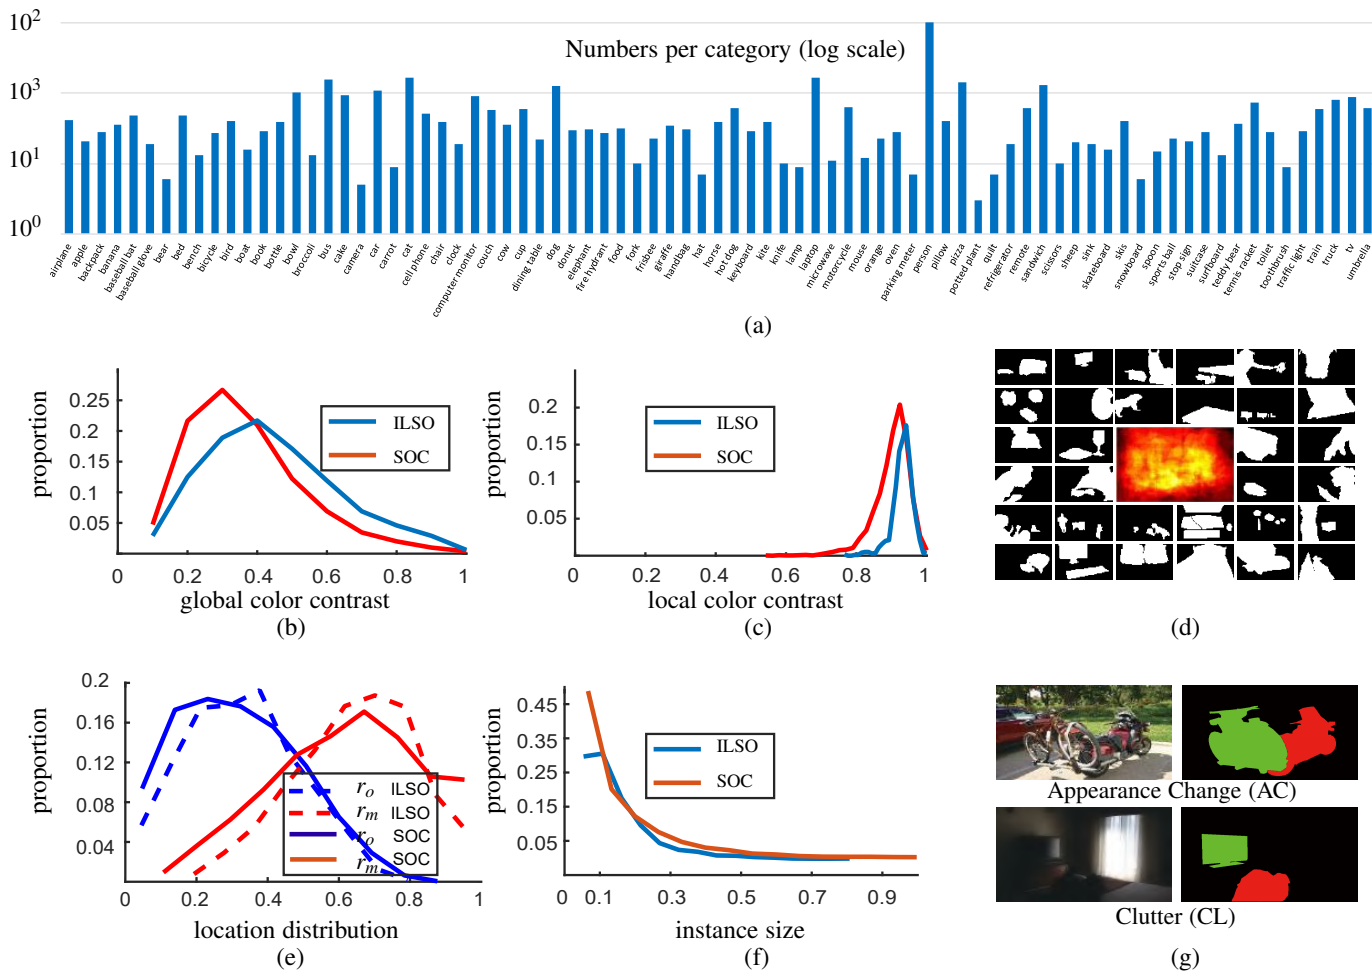 10²
Numbers per category (log scale)
10³
10¹
10⁰
airplane
apple
backpack
banana
baseball bat
baseball glove
bear
bed
bench
bicycle
bird
boat
book
bottle
bowl
broccoli
bus
cake
camera
car
carrot
cat
cell phone
chair
clock
computer monitor
couch
cow
cup
dining table
dog
donut
elephant
fire hydrant
food
fork
frisbee
giraffe
handbag
hat
horse
hot dog
keyboard
kite
knife
lamp
laptop
microwave
motorcycle
mouse
orange
oven
parking meter
person
pillow
pizza
potted plant
quilt
refrigerator
remote
sandwich
scissors
sheep
sink
skateboard
skis
snowboard
spoon
sports ball
stop sign
suitcase
surfboard
teddy bear
tennis racket
toilet
toothbrush
traffic light
train
truck
tv
umbrella
(a)
proportion
0.25
0.2
0.15
0.1
0.05
ILSO
SOC
0 0.2 0.4 0.6 0.8 1
global color contrast
(b)
proportion
0.2
0.15
0.1
0.05
ILSO
SOC
0 0.2 0.4 0.6 0.8 1
local color contrast
(c)
(d)
proportion
0.2
0.16
0.12
0.08
0.04
r_o ILSO
r_m ILSO
r_o SOC
r_m SOC
0 0.2 0.4 0.6 0.8 1
location distribution
(e)
proportion
0.45
0.35
0.25
0.15
0.05
ILSO
SOC
0 0.1 0.3 0.5 0.7 0.9
instance size
(f)
Appearance Change (AC)
Clutter (CL)
(g)